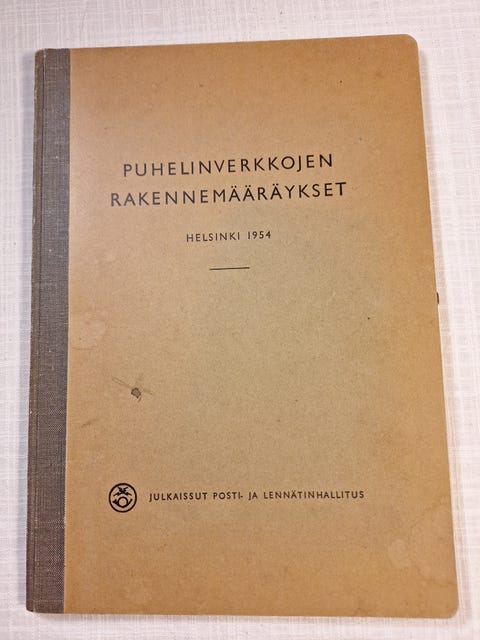 PUHELINVERKKOJEN
RAKENNEMÄÄRÄYKSET
HELSINKI 1954
JULKAISSUT POSTI- JA LENNÄTINHALLITUS